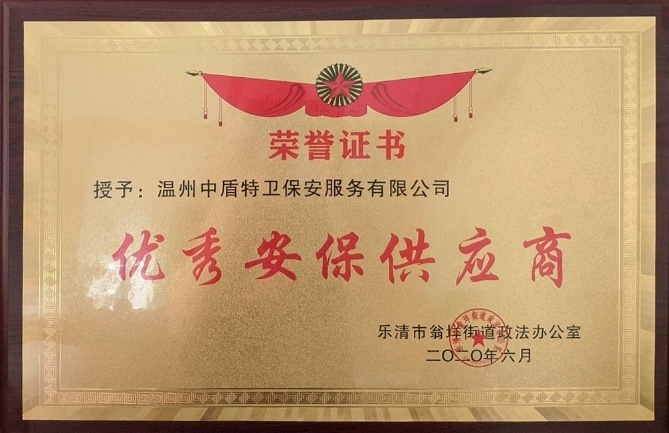 荣誉证书
授予：温州中盾特卫保安服务有限公司
优秀安保供应商
乐清市翁垟街道政法办公室
二〇二〇年六月